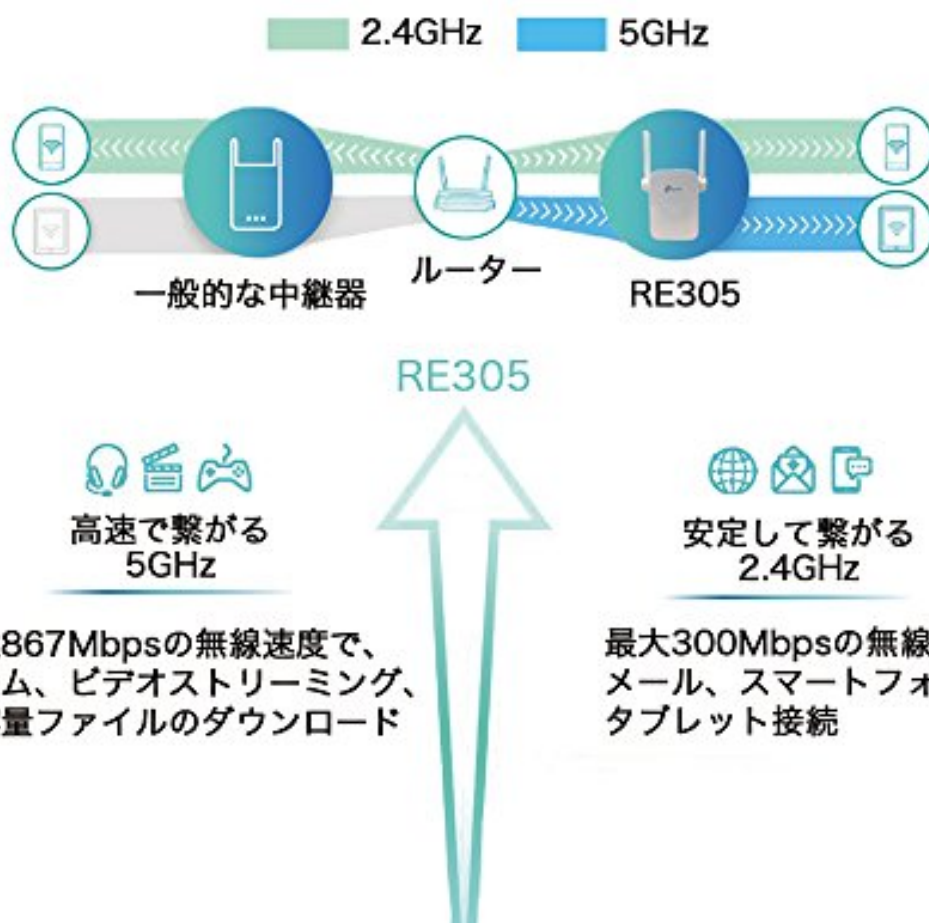 2.4GHz
5GHz
一般的な中継器
ルーター
RE305
RE305
高速で繋がる
5GHz
867Mbpsの無線速度で、
ム、ビデオストリーミング、
量ファイルのダウンロード
安定して繋がる
2.4GHz
最大300Mbpsの無線
メール、スマートフォ
タブレット接続